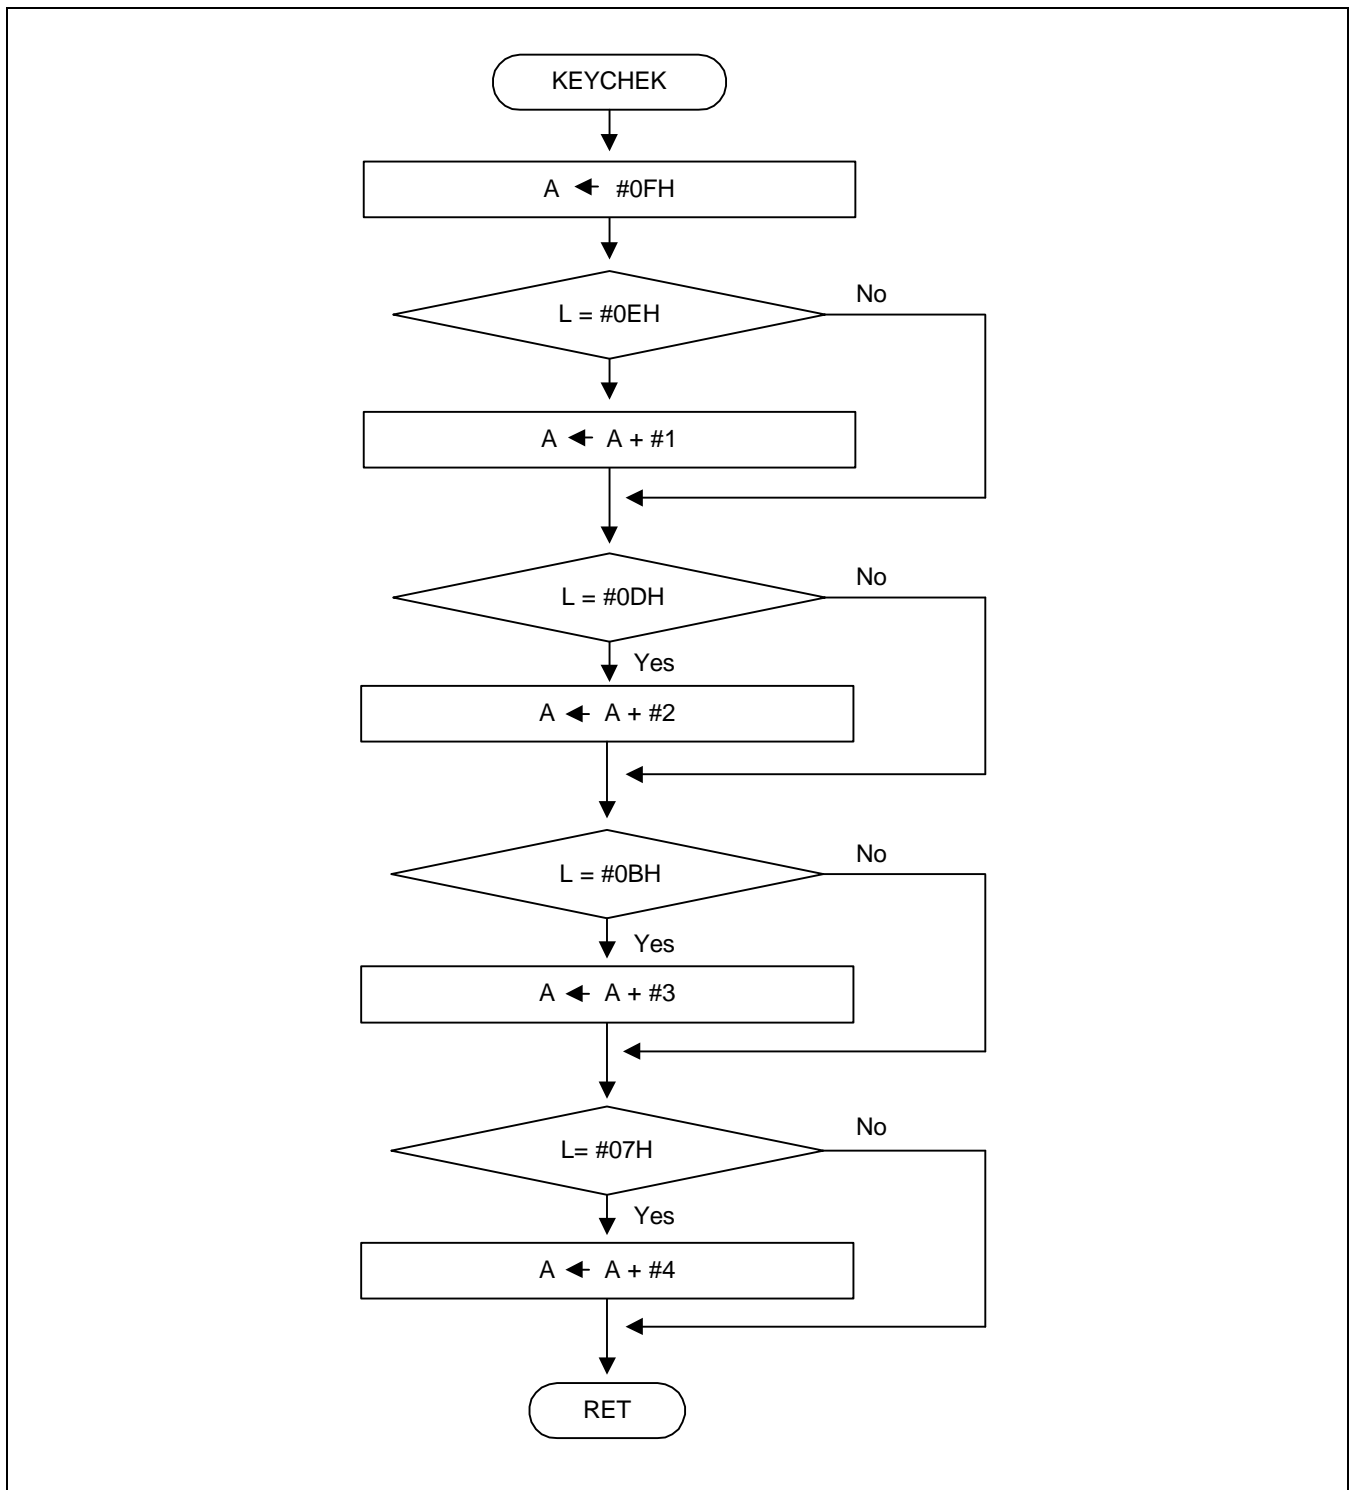 KEYCHEK
A ← #0FH
L = #0EH
No
A ← A + #1
L = #0DH
No
Yes
A ← A + #2
L = #0BH
No
Yes
A ← A + #3
L= #07H
No
Yes
A ← A + #4
RET